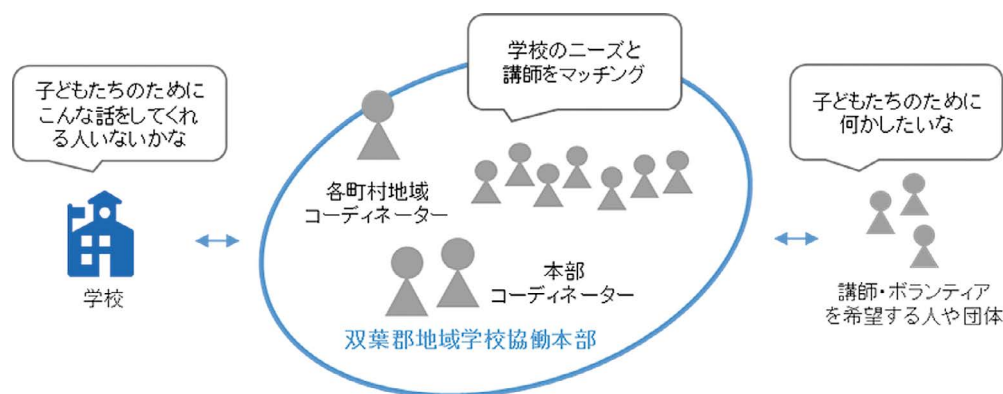 子どもたちのために
こんな話をしてくれ
る人いないかな
学校
学校のニーズと
講師をマッチング
各町村地域
コーディネーター
本部
コーディネーター
双葉郡地域学校協働本部
子どもたちのために
何かしたいな
講師・ボランティア
を希望する人や団体